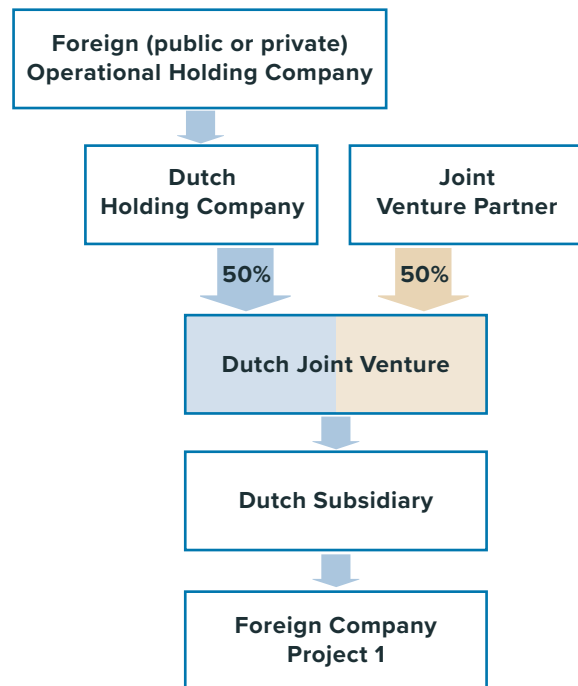 Foreign (public or private)
Operational Holding Company
Dutch
Holding Company
Joint
Venture Partner
50%
50%
Dutch Joint Venture
Dutch Subsidiary
Foreign Company
Project 1